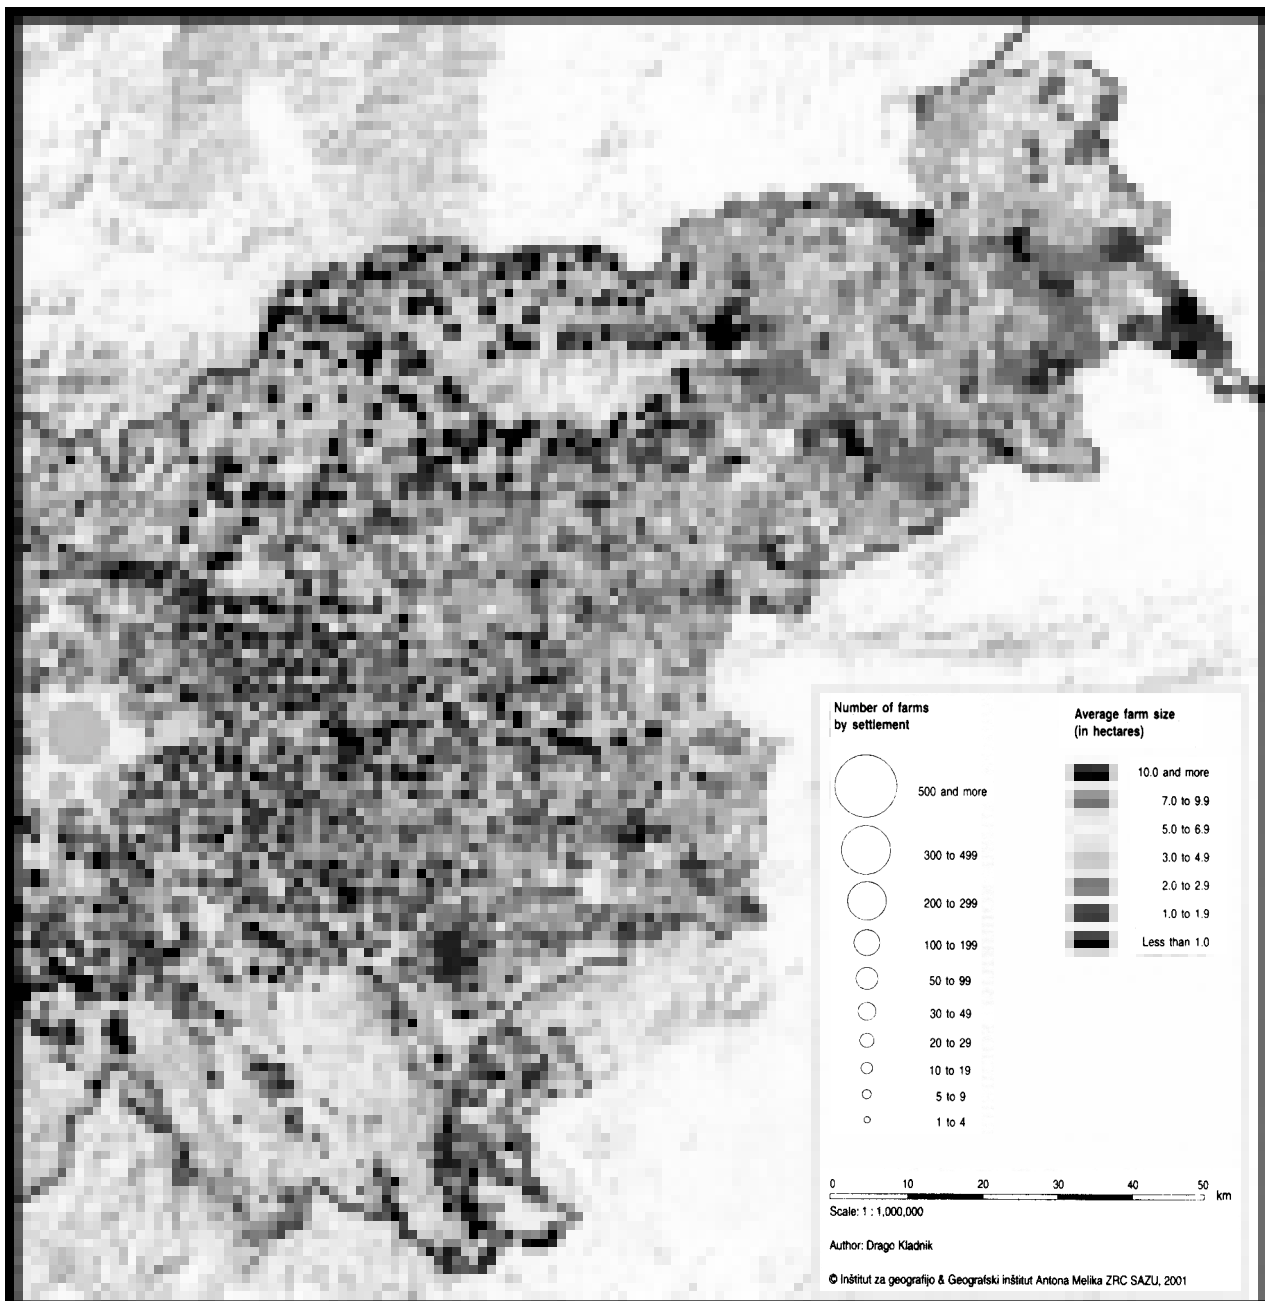 Number of farms
by settlement
500 and more
300 to 499
200 to 299
100 to 199
50 to 99
30 to 49
20 to 29
10 to 19
5 to 9
1 to 4
Average farm size
(in hectares)
10.0 and more
7.0 to 9.9
5.0 to 6.9
3.0 to 4.9
2.0 to 2.9
1.0 to 1.9
Less than 1.0
0 10 20 30 40 50 km
Scale: 1 : 1,000,000
Author: Drago Kladnik
© Inštitut za geografijo & Geografski inštitut Antona Melika ZRC SAZU, 2001